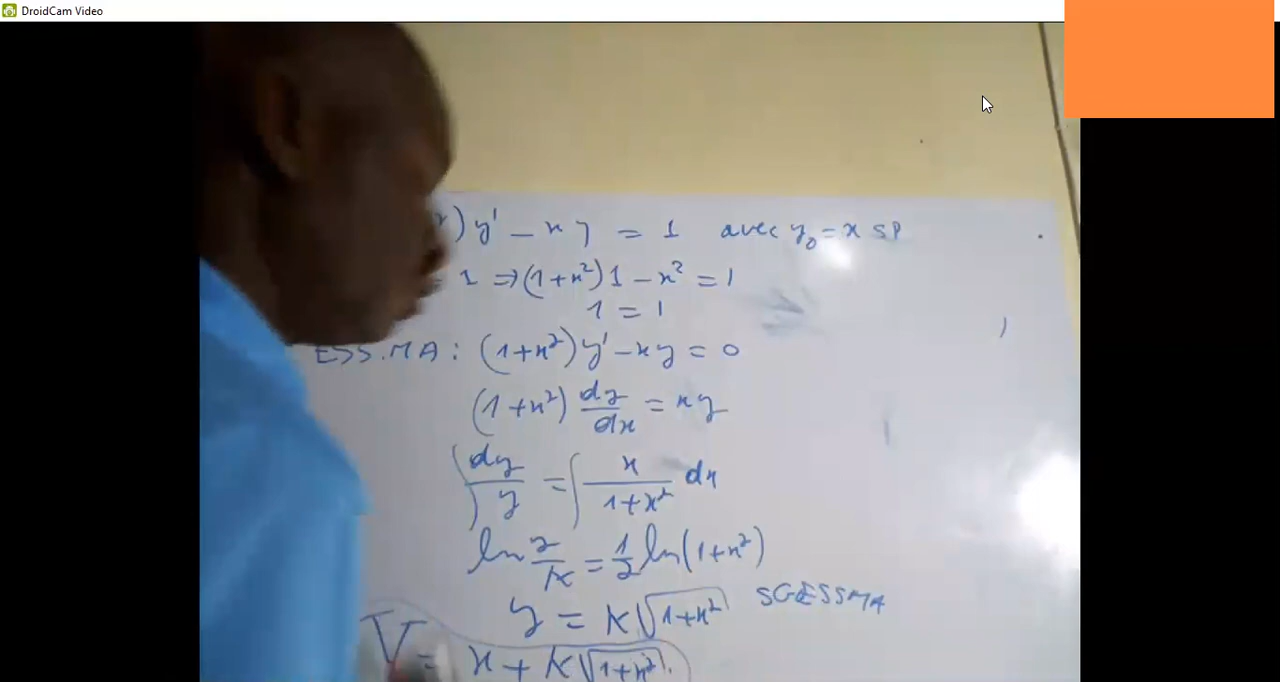 DroidCam Video
)y' - xy = 1 avec y₀ = x SP
1 ⇒ (1+x²)1 - x² = 1
1 = 1
ESS.MA : (1+x²)y' - xy = 0
(1+x²) dy/dx = xy
∫ dy/y = ∫ x/(1+x²) dx
ln y/K = 1/2 ln(1+x²)
y = K√(1+x²) SGESSMA
y = x + K√(1+x²).